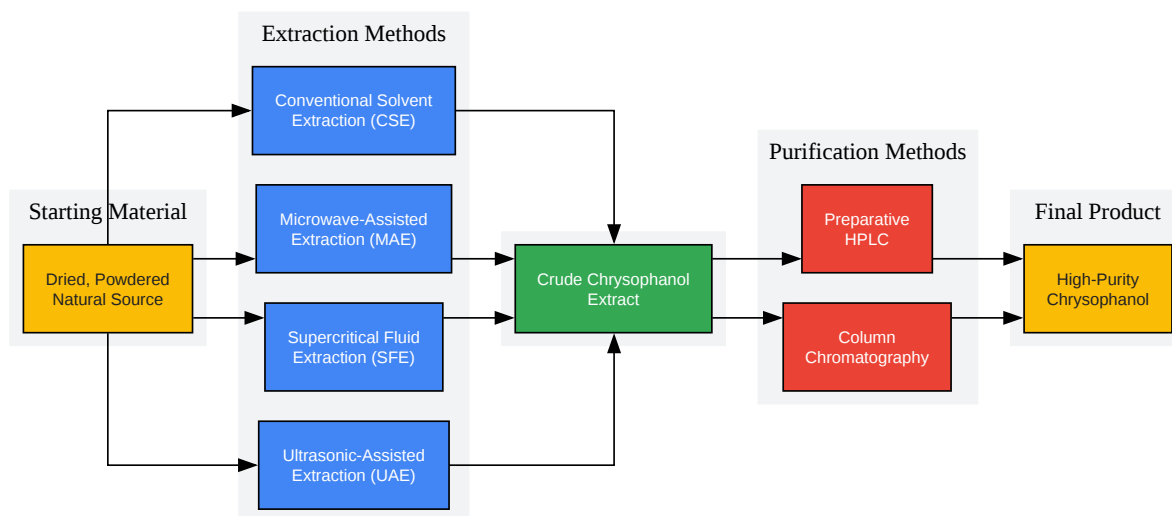 Extraction Methods
Conventional Solvent
Extraction (CSE)
Microwave-Assisted
Extraction (MAE)
Supercritical Fluid
Extraction (SFE)
Ultrasonic-Assisted
Extraction (UAE)
Starting Material
Dried, Powdered
Natural Source
Crude Chrysophanol
Extract
Purification Methods
Preparative
HPLC
Column
Chromatography
Final Product
High-Purity
Chrysophanol